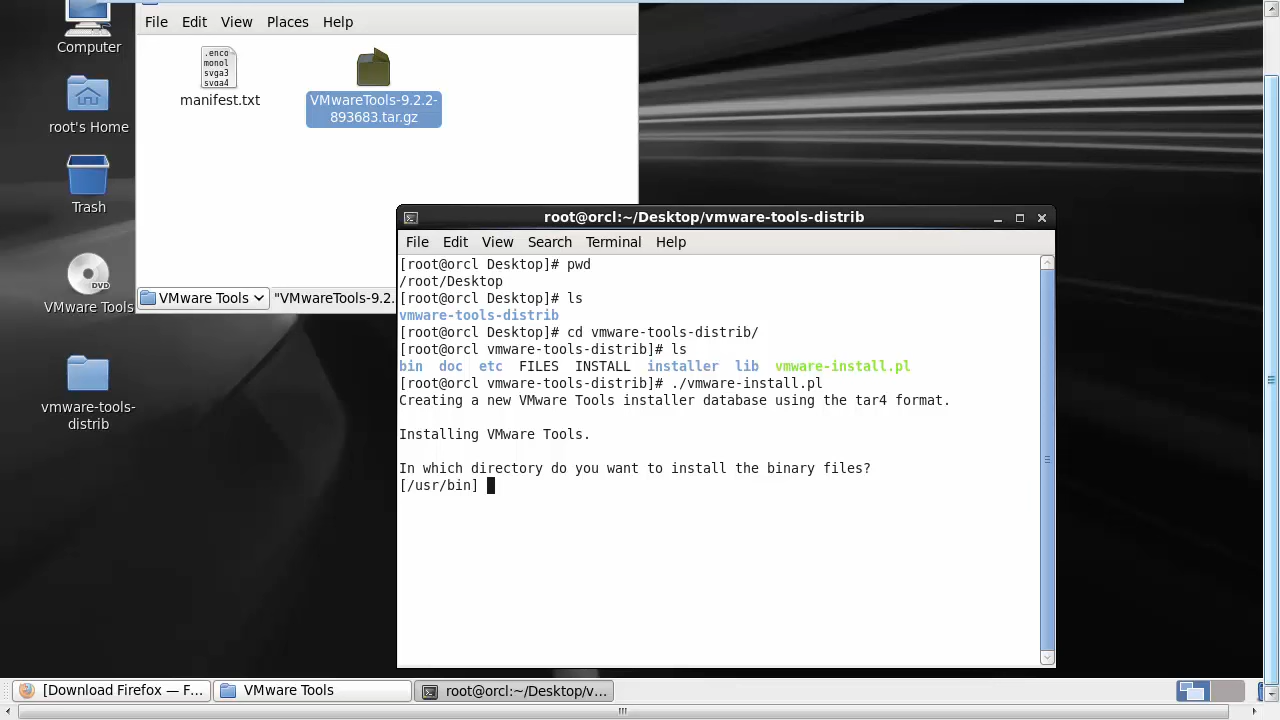 File Edit View Places Help
Computer
root's Home
Trash
VMware Tools
vmware-tools-
distrib
.enco
monol
svga3
svga4
manifest.txt
VMwareTools-9.2.2-
893683.tar.gz
VMware Tools
"VMwareTools-9.2.
DVD
root@orcl:~/Desktop/vmware-tools-distrib
File Edit View Search Terminal Help
[root@orcl Desktop]# pwd
/root/Desktop
[root@orcl Desktop]# ls
vmware-tools-distrib
[root@orcl Desktop]# cd vmware-tools-distrib/
[root@orcl vmware-tools-distrib]# ls
bin doc etc FILES INSTALL installer lib vmware-install.pl
[root@orcl vmware-tools-distrib]# ./vmware-install.pl
Creating a new VMware Tools installer database using the tar4 format.
Installing VMware Tools.
In which directory do you want to install the binary files?
[/usr/bin]
[Download Firefox — F...
VMware Tools
root@orcl:~/Desktop/v...